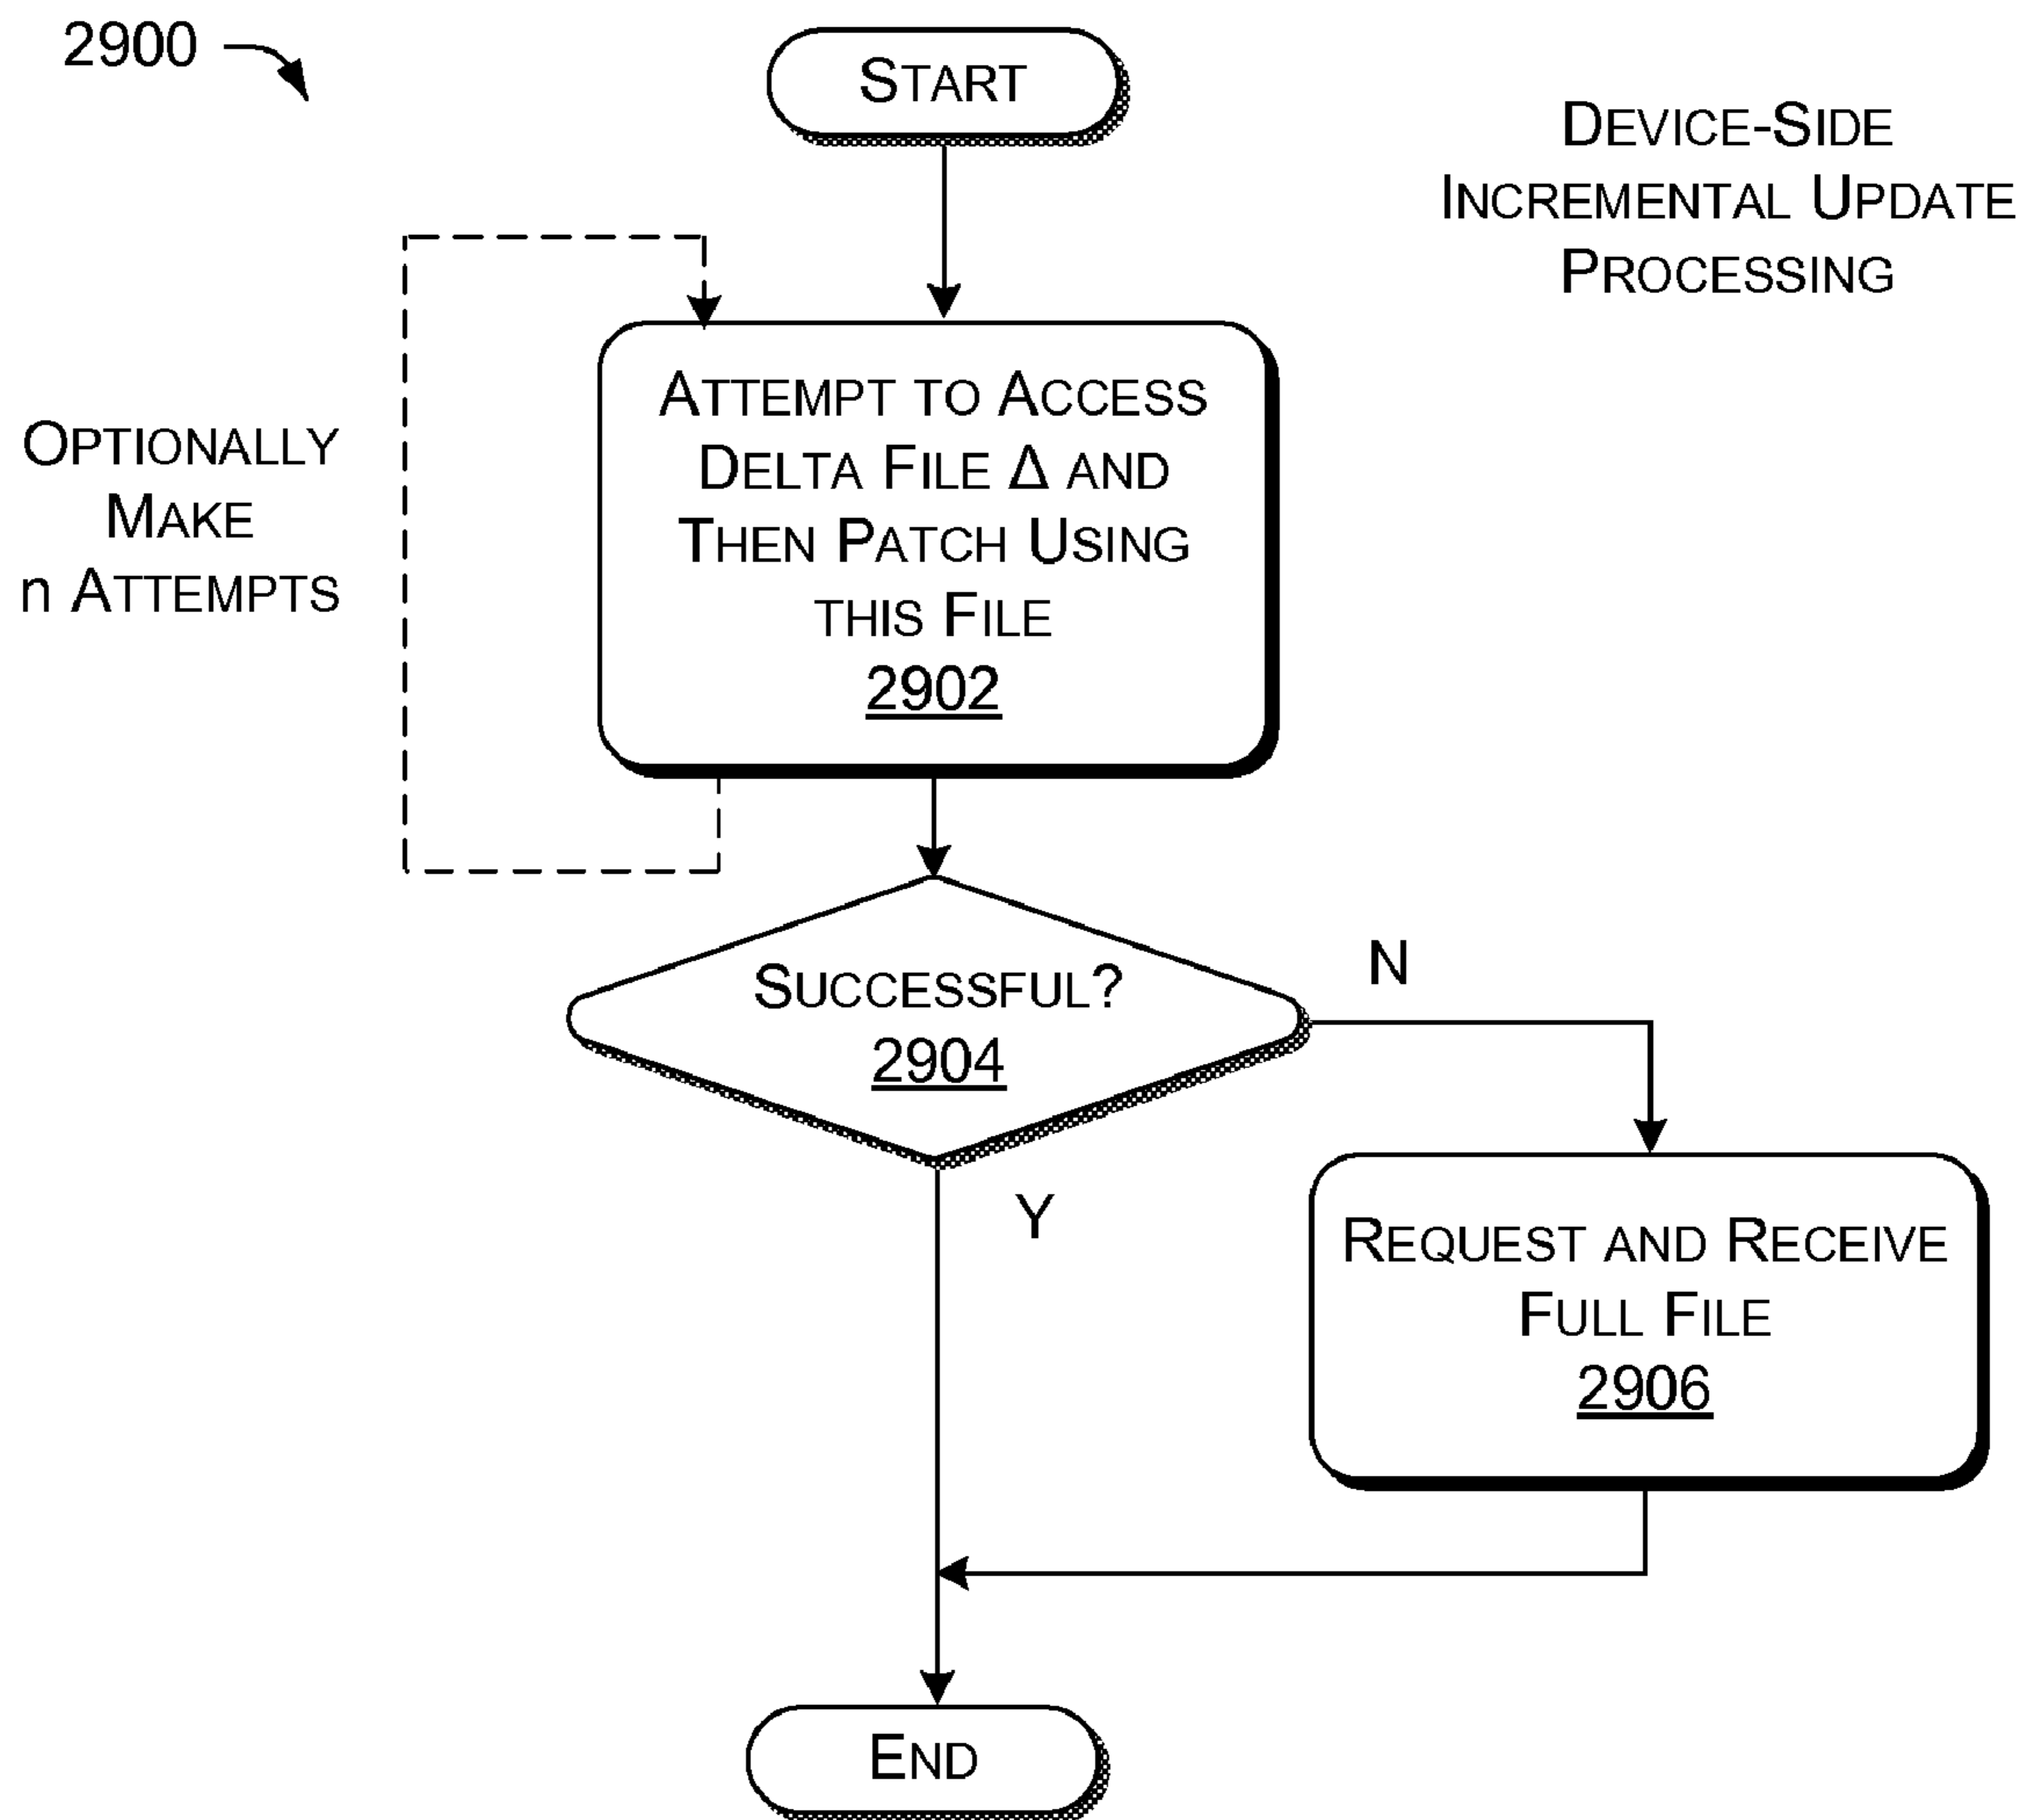 2900
START
DEVICE-SIDE
INCREMENTAL UPDATE
PROCESSING
OPTIONALLY
MAKE
n ATTEMPTS
ATTEMPT TO ACCESS
DELTA FILE Δ AND
THEN PATCH USING
THIS FILE
2902
SUCCESSFUL?
2904
N
Y
REQUEST AND RECEIVE
FULL FILE
2906
END